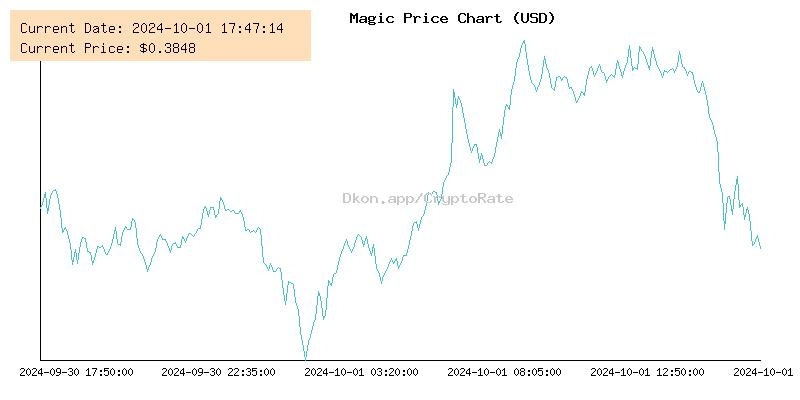 Magic Price Chart (USD)
Current Date: 2024-10-01 17:47:14
Current Price: $0.3848
Dkon.app/CryptoRate
2024-09-30 17:50:00 2024-09-30 22:35:00 2024-10-01 03:20:00 2024-10-01 08:05:00 2024-10-01 12:50:00 2024-10-01